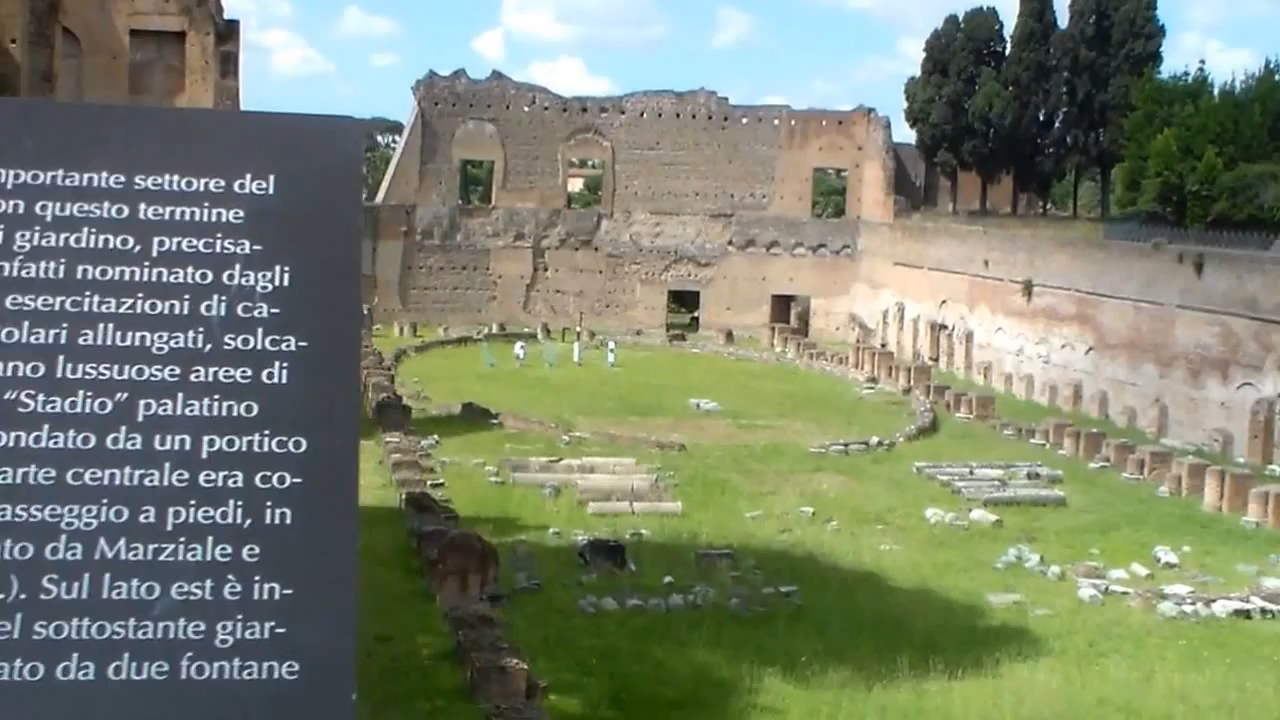 mportante settore del
on questo termine
i giardino, precisa-
nfatti nominato dagli
esercitazioni di ca-
olari allungati, solca-
ano lussuose aree di
“Stadio” palatino
ondato da un portico
arte centrale era co-
asseggio a piedi, in
ato da Marziale e
.). Sul lato est è in-
el sottostante giar-
ato da due fontane